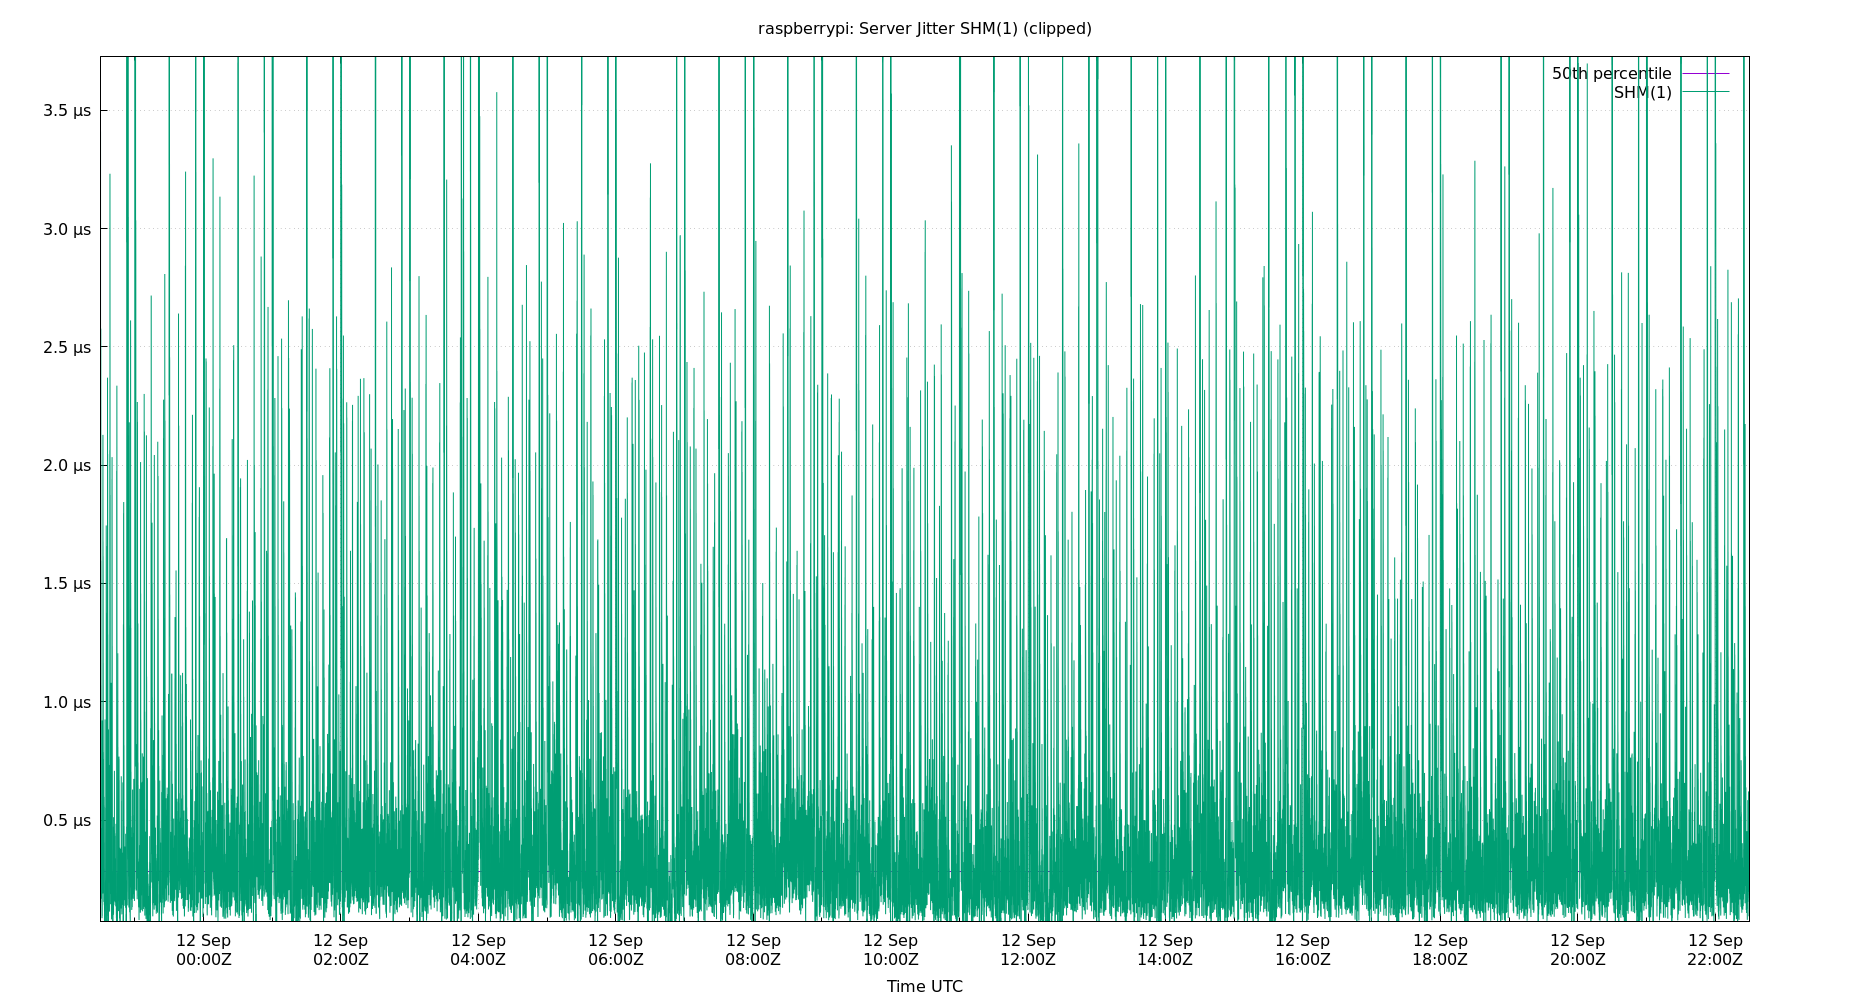 raspberrypi: Server Jitter SHM(1) (clipped)
50th percentile
SHM(1)
3.5 µs
3.0 µs
2.5 µs
2.0 µs
1.5 µs
1.0 µs
0.5 µs
12 Sep 12 Sep 12 Sep 12 Sep 12 Sep 12 Sep 12 Sep 12 Sep 12 Sep 12 Sep 12 Sep 12 Sep
00:00Z 02:00Z 04:00Z 06:00Z 08:00Z 10:00Z 12:00Z 14:00Z 16:00Z 18:00Z 20:00Z 22:00Z
Time UTC